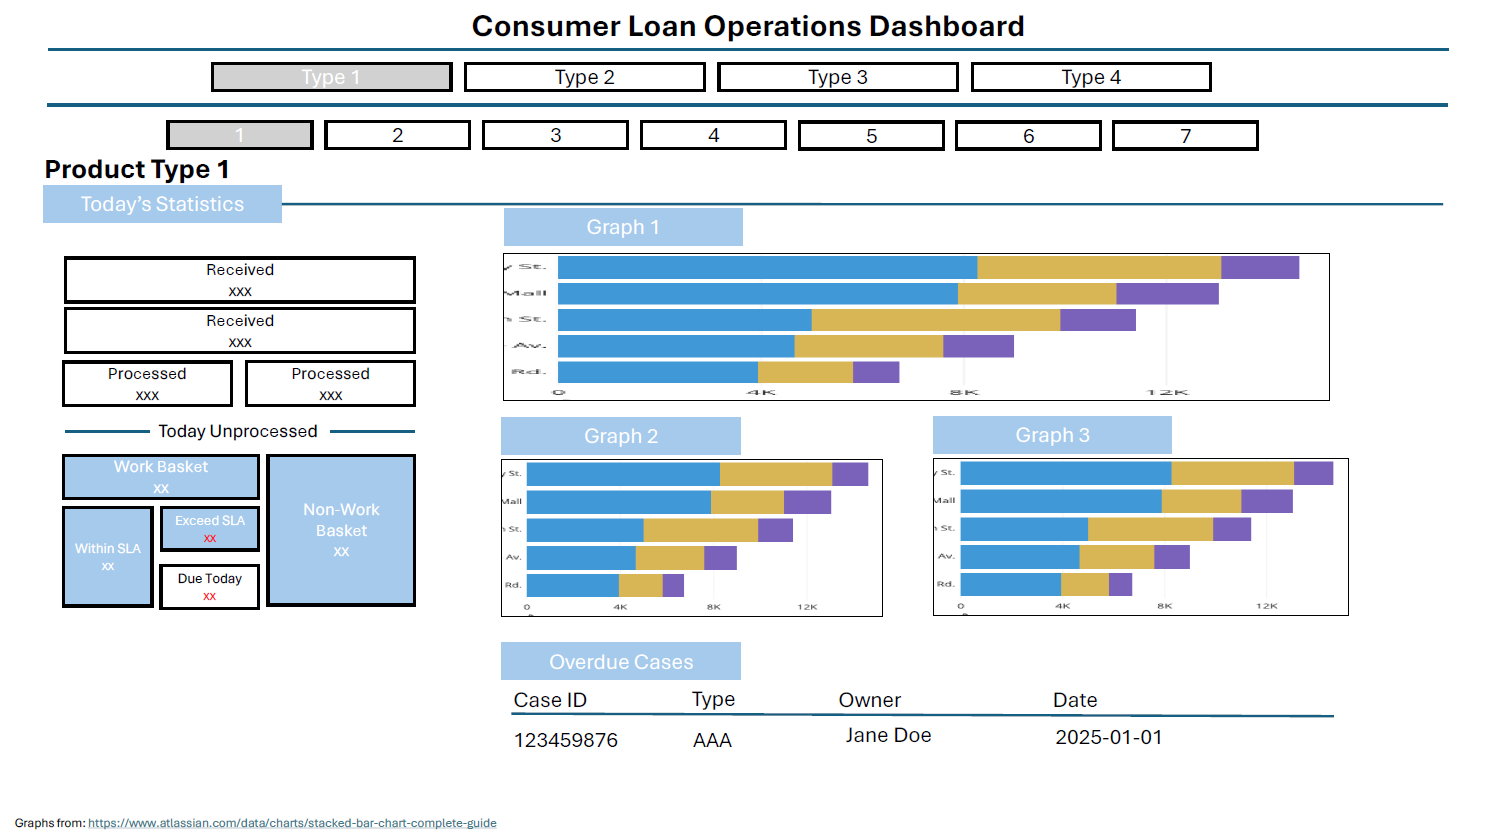 Consumer Loan Operations Dashboard
Type 1
Type 2
Type 3
Type 4
1
2
3
4
5
6
7
Product Type 1
Today’s Statistics
Received
xxx
Received
xxx
Processed
xxx
Processed
xxx
Today Unprocessed
Work Basket
xx
Within SLA
xx
Exceed SLA
xx
Due Today
xx
Non-Work
Basket
xx
Graph 1
St.
Mall
St.
Av.
Rd.
0 4K 8K 12K
Graph 2
St.
Mall
St.
Av.
Rd.
0 4K 8K 12K
Graph 3
St.
Mall
St.
Av.
Rd.
0 4K 8K 12K
Overdue Cases
Case ID Type Owner Date
123459876 AAA Jane Doe 2025-01-01
Graphs from: https://www.atlassian.com/data/charts/stacked-bar-chart-complete-guide